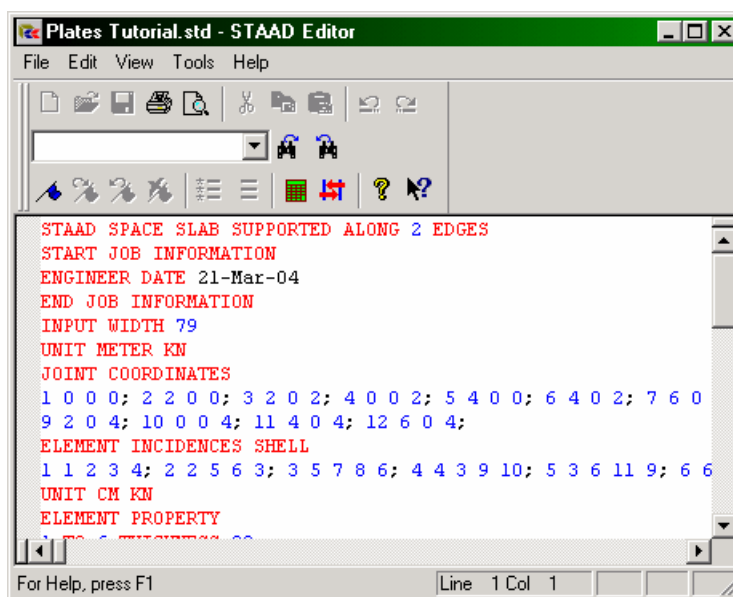 Plates Tutorial.std - STAAD Editor
File Edit View Tools Help
STAAD SPACE SLAB SUPPORTED ALONG 2 EDGES
START JOB INFORMATION
ENGINEER DATE 21-Mar-04
END JOB INFORMATION
INPUT WIDTH 79
UNIT METER KN
JOINT COORDINATES
1 0 0 0; 2 2 0 0; 3 2 0 2; 4 0 0 2; 5 4 0 0; 6 4 0 2; 7 6 0
9 2 0 4; 10 0 0 4; 11 4 0 4; 12 6 0 4;
ELEMENT INCIDENCES SHELL
1 1 2 3 4; 2 2 5 6 3; 3 5 7 8 6; 4 4 3 9 10; 5 3 6 11 9; 6 6
UNIT CM KN
ELEMENT PROPERTY
For Help, press F1
Line 1 Col 1